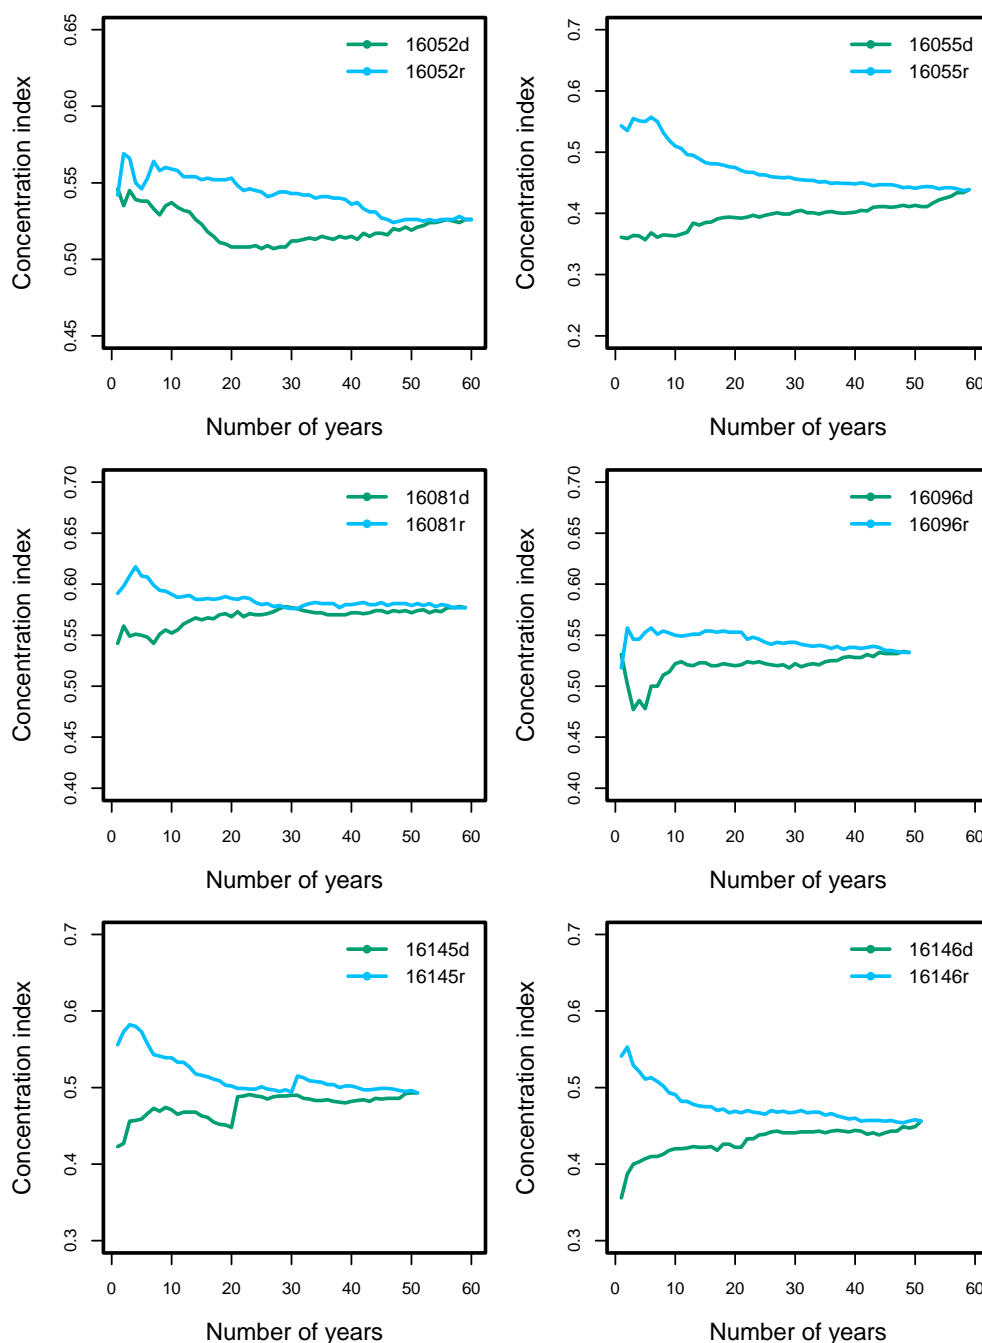 0.65
0.60
0.55
0.50
0.45
Concentration index
16052d
16052r
0 10 20 30 40 50 60
Number of years
0.7
0.6
0.5
0.4
0.3
0.2
Concentration index
16055d
16055r
0 10 20 30 40 50 60
Number of years
0.70
0.65
0.60
0.55
0.50
0.45
0.40
Concentration index
16081d
16081r
0 10 20 30 40 50 60
Number of years
0.70
0.65
0.60
0.55
0.50
0.45
0.40
Concentration index
16096d
16096r
0 10 20 30 40 50 60
Number of years
0.7
0.6
0.5
0.4
0.3
Concentration index
16145d
16145r
0 10 20 30 40 50 60
Number of years
0.7
0.6
0.5
0.4
0.3
Concentration index
16146d
16146r
0 10 20 30 40 50 60
Number of years